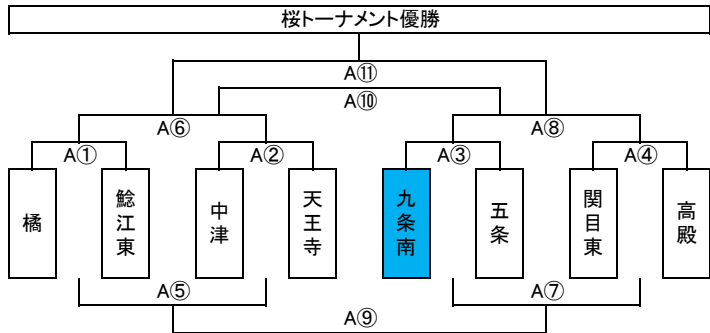 桜トーナメント優勝
A⑪
A⑩
A⑥ A⑧
A① A② A③ A④
橘 鯰江東 中津 天王寺 九条南 五条 関目東 高殿
A⑤ A⑦
A⑨